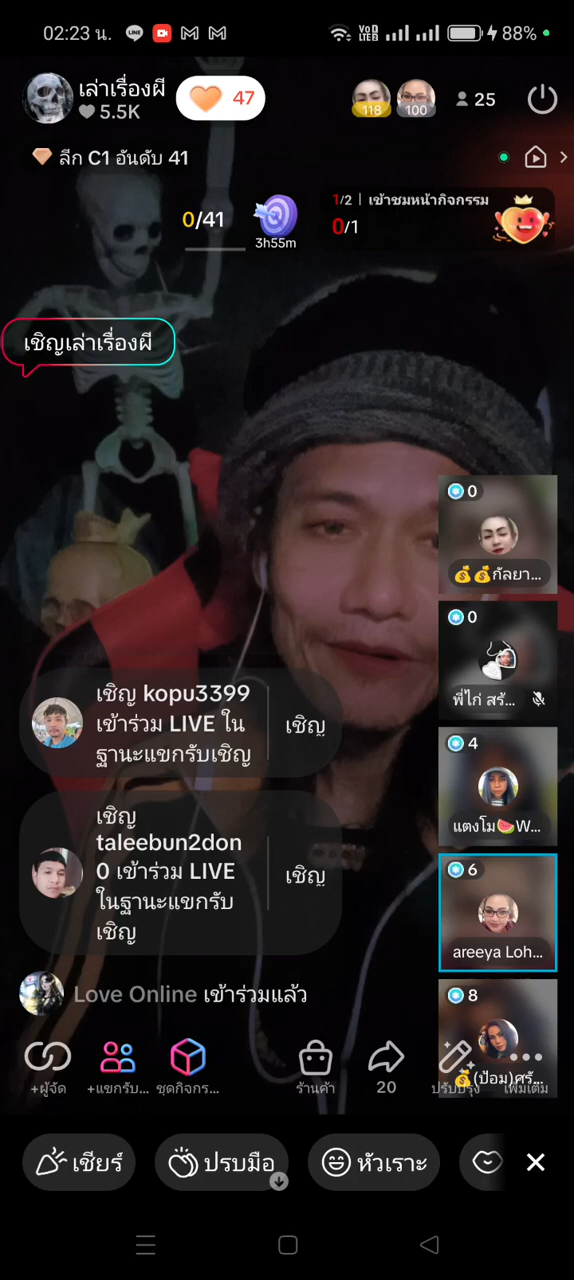 02:23 น.
Vo LTE 88%
เล่าเรื่องผี
5.5K
47
118
100
25
ลีก C1 อันดับ 41
0/41
3h55m
1/2 | เข้าชมหน้ากิจกรรม
0/1
เชิญเล่าเรื่องผี
0
💰💰กัลยา...
0
พี่ไก่ สรั...
เชิญ kopu3399
เข้าร่วม LIVE ใน
ฐานะแขกรับเชิญ
เชิญ
4
แตงโม🍉W...
เชิญ
taleebun2don
0 เข้าร่วม LIVE
ในฐานะแขกรับ
เชิญ
เชิญ
6
areeya Loh...
Love Online เข้าร่วมแล้ว
8
💰(ป้อม)ศรั...
+ผู้จัด
+แขกรับ...
ชุดกิจกร...
ร้านค้า
20
ปรับปรุง
เพิ่มเติม
เชียร์
ปรบมือ
หัวเราะ